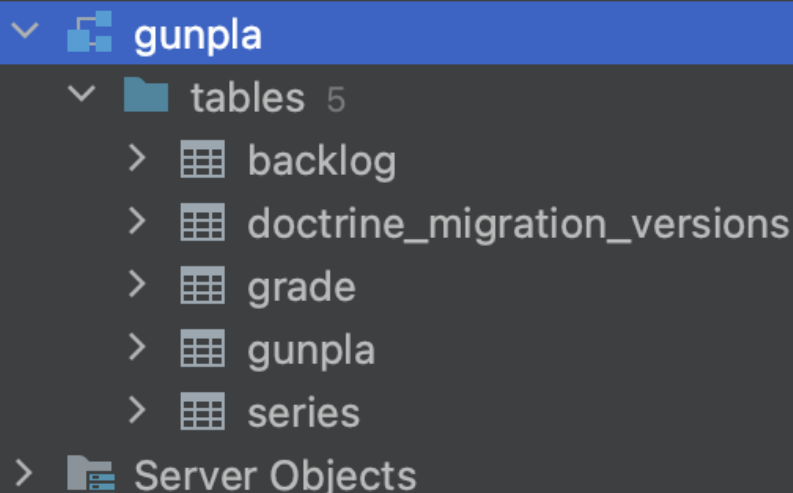 gunpla
tables 5
backlog
doctrine_migration_versions
grade
gunpla
series
Server Objects